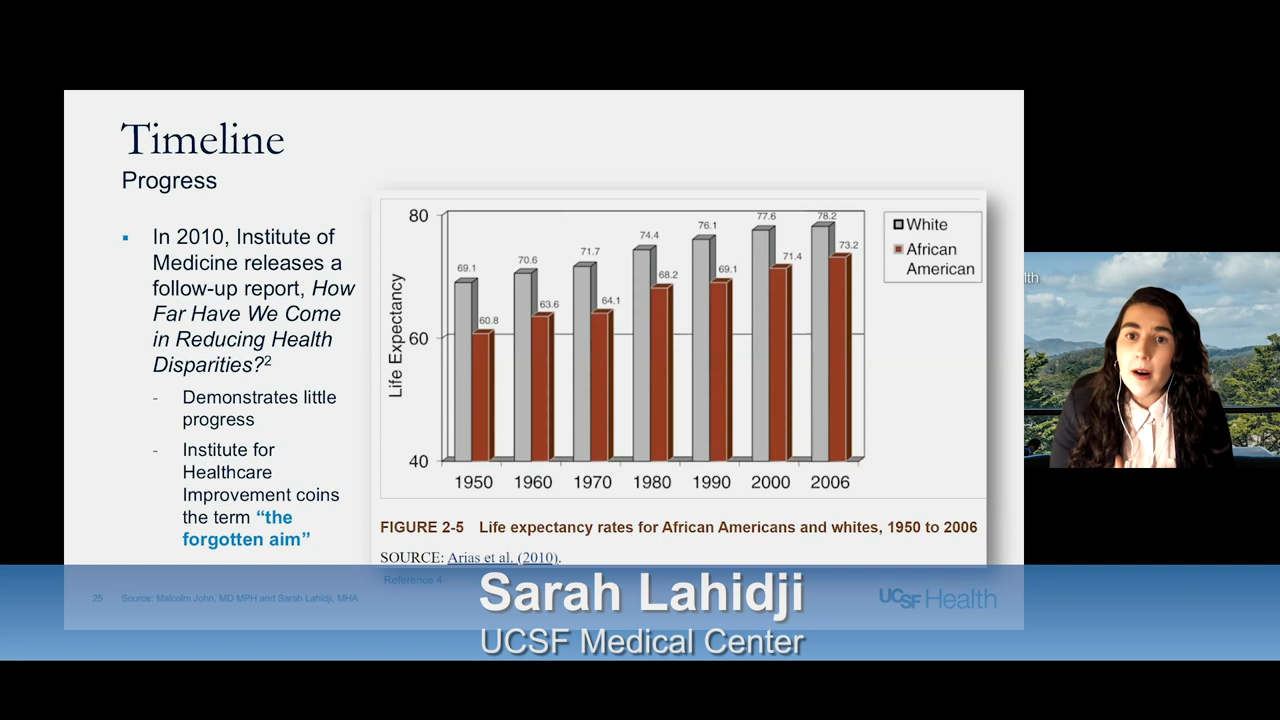 Timeline
Progress
▪ In 2010, Institute of
Medicine releases a
follow-up report, How
Far Have We Come
in Reducing Health
Disparities?2
- Demonstrates little
progress
- Institute for
Healthcare
Improvement coins
the term “the
forgotten aim”
80
60
40
Life Expectancy
69.1
60.8
70.6
63.6
71.7
64.1
74.4
68.2
76.1
69.1
77.6
71.4
78.2
73.2
1950 1960 1970 1980 1990 2000 2006
White
African
American
FIGURE 2-5 Life expectancy rates for African Americans and whites, 1950 to 2006
SOURCE: Arias et al. (2010).
Reference 4
25 Source: Malcolm John, MD MPH and Sarah Lahidji, MHA
UCSF Health
lth
Sarah Lahidji
UCSF Medical Center